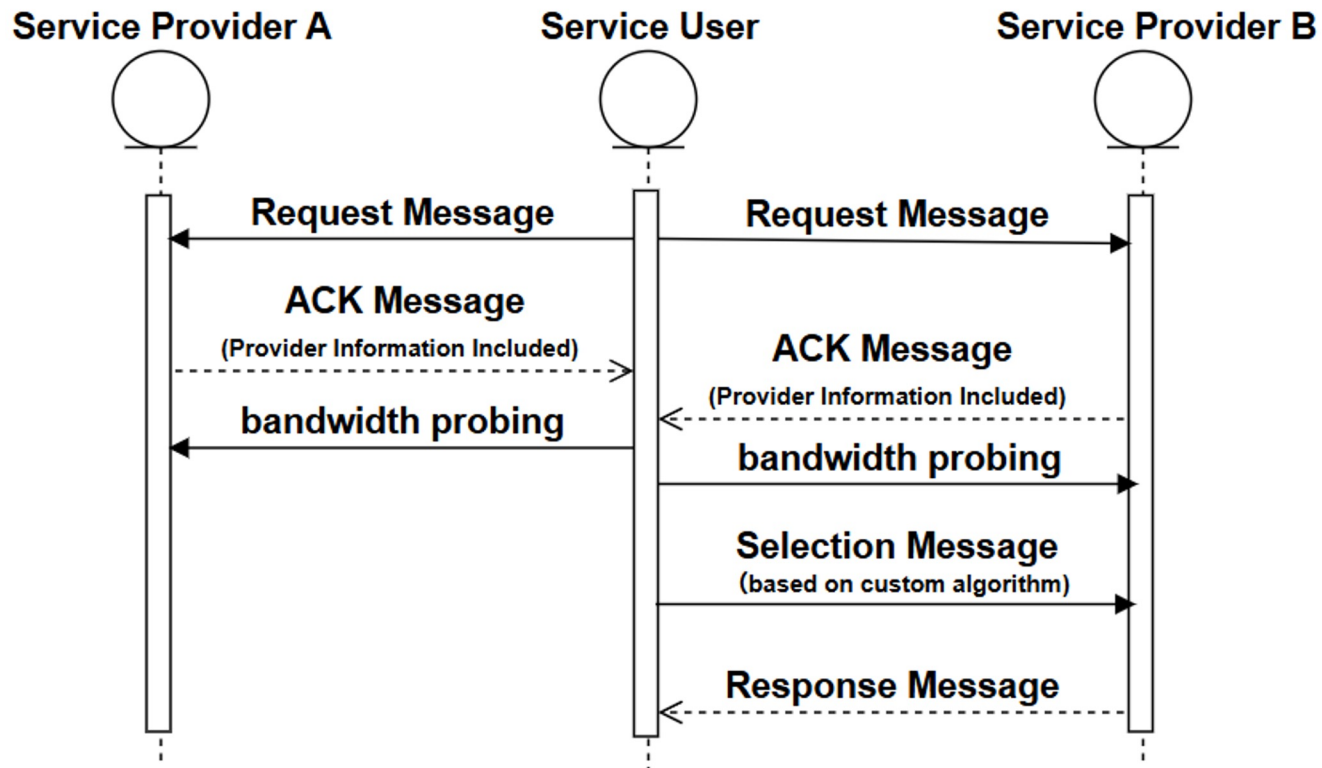 Service Provider A
Service User
Service Provider B
Request Message
Request Message
ACK Message
(Provider Information Included)
ACK Message
(Provider Information Included)
bandwidth probing
bandwidth probing
Selection Message
(based on custom algorithm)
Response Message